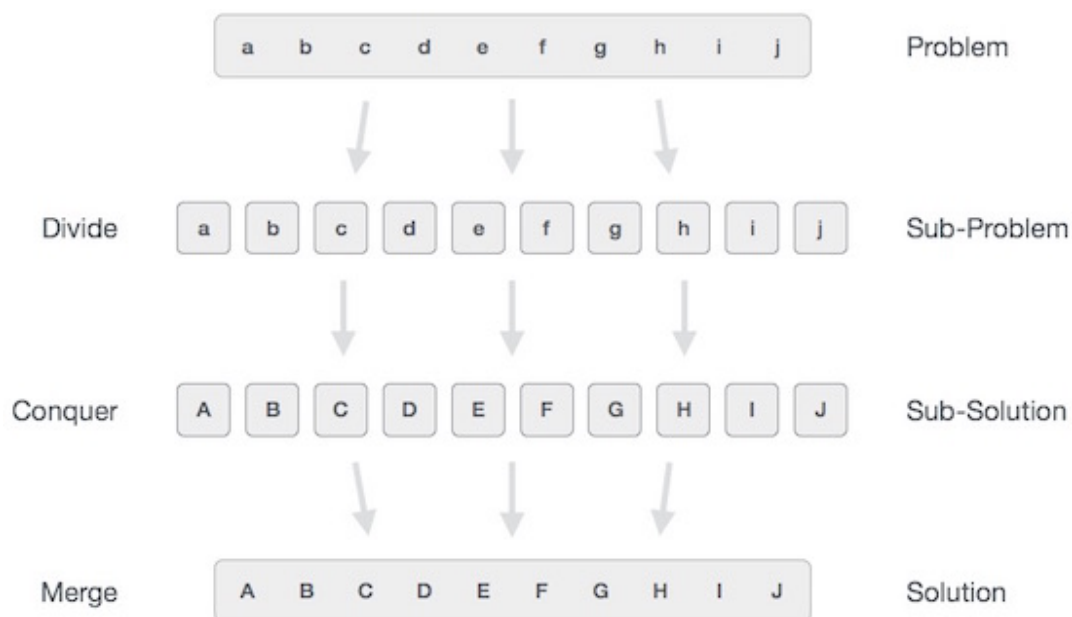 a b c d e f g h i j Problem
Divide a b c d e f g h i j Sub-Problem
Conquer A B C D E F G H I J Sub-Solution
Merge A B C D E F G H I J Solution